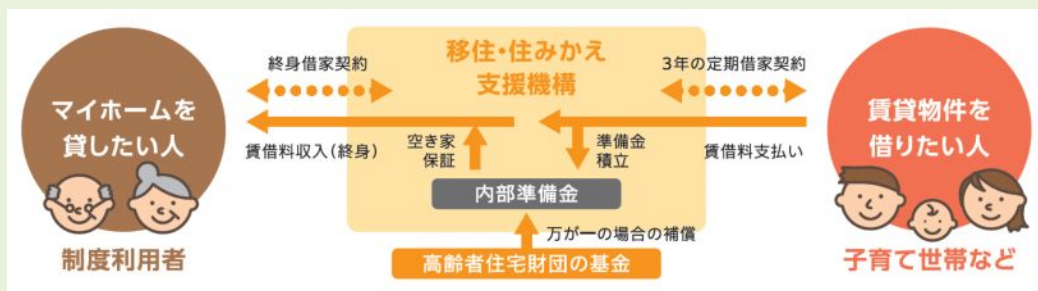 マイホームを
貸したい人
制度利用者
終身借家契約
賃借料収入(終身)
移住・住みかえ
支援機構
空き家
保証
準備金
積立
内部準備金
万が一の場合の補償
高齢者住宅財団の基金
3年の定期借家契約
賃借料支払い
賃貸物件を
借りたい人
子育て世帯など